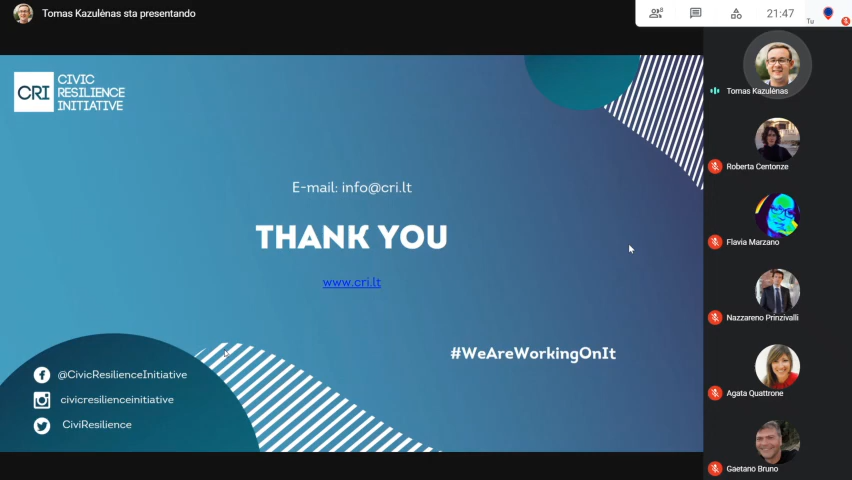 Tomas Kazulėnas sta presentando
8
21:47
Tu
CRI
CIVIC
RESILIENCE
INITIATIVE
E-mail: info@cri.lt
THANK YOU
www.cri.lt
#WeAreWorkingOnIt
@CivicResilienceInitiative
civicresilienceinitiative
CiviResilience
Tomas Kazulėnas
Roberta Centonze
Flavia Marzano
Nazzareno Prinzivalli
Agata Quattrone
Gaetano Bruno